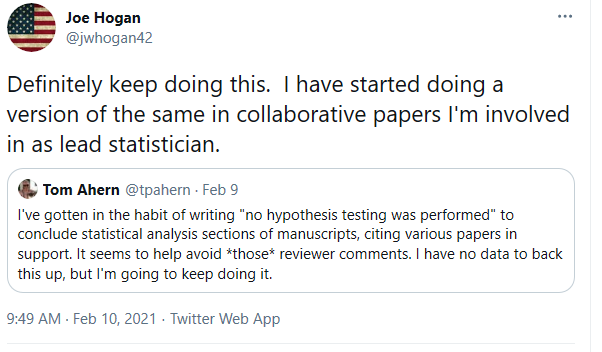 Joe Hogan
@jwhogan42
Definitely keep doing this.  I have started doing a
version of the same in collaborative papers I'm involved
in as lead statistician.
Tom Ahern @tpahern · Feb 9
I've gotten in the habit of writing "no hypothesis testing was performed" to
conclude statistical analysis sections of manuscripts, citing various papers in
support. It seems to help avoid *those* reviewer comments. I have no data to back
this up, but I'm going to keep doing it.
9:49 AM · Feb 10, 2021 · Twitter Web App